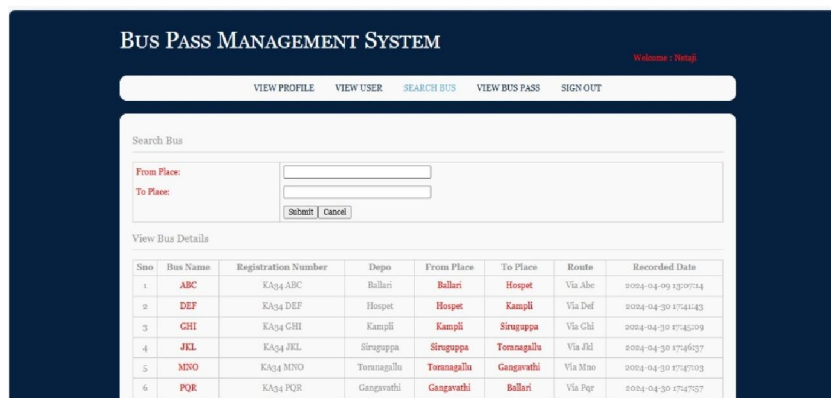 BUS PASS MANAGEMENT SYSTEM
Welcome : Netaji
VIEW PROFILE VIEW USER SEARCH BUS VIEW BUS PASS SIGN OUT
Search Bus
From Place:
To Place:
Submit Cancel
View Bus Details
Sno Bus Name Registration Number Depo From Place To Place Route Recorded Date
1 ABC KA34 ABC Ballari Ballari Hospet Via Abc 2024-04-09 13:07:14
2 DEF KA34 DEF Hospet Hospet Kampli Via Def 2024-04-30 17:41:43
3 GHI KA34 GHI Kampli Kampli Siruguppa Via Ghi 2024-04-30 17:45:09
4 JKL KA34 JKL Siruguppa Siruguppa Toranagallu Via Jkl 2024-04-30 17:46:37
5 MNO KA34 MNO Toranagallu Toranagallu Gangavathi Via Mno 2024-04-30 17:47:03
6 PQR KA34 PQR Gangavathi Gangavathi Ballari Via Pqr 2024-04-30 17:47:57